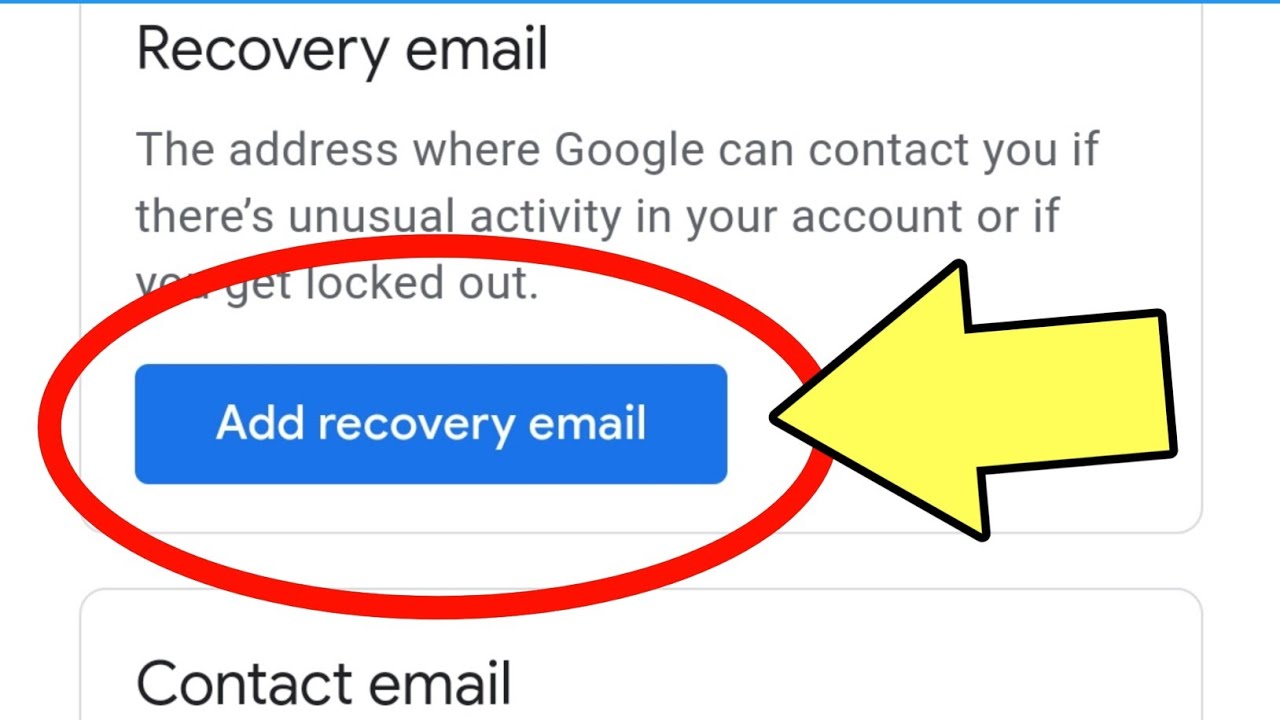 Recovery email
The address where Google can contact you if
there’s unusual activity in your account or if
you get locked out.
Add recovery email
Contact email